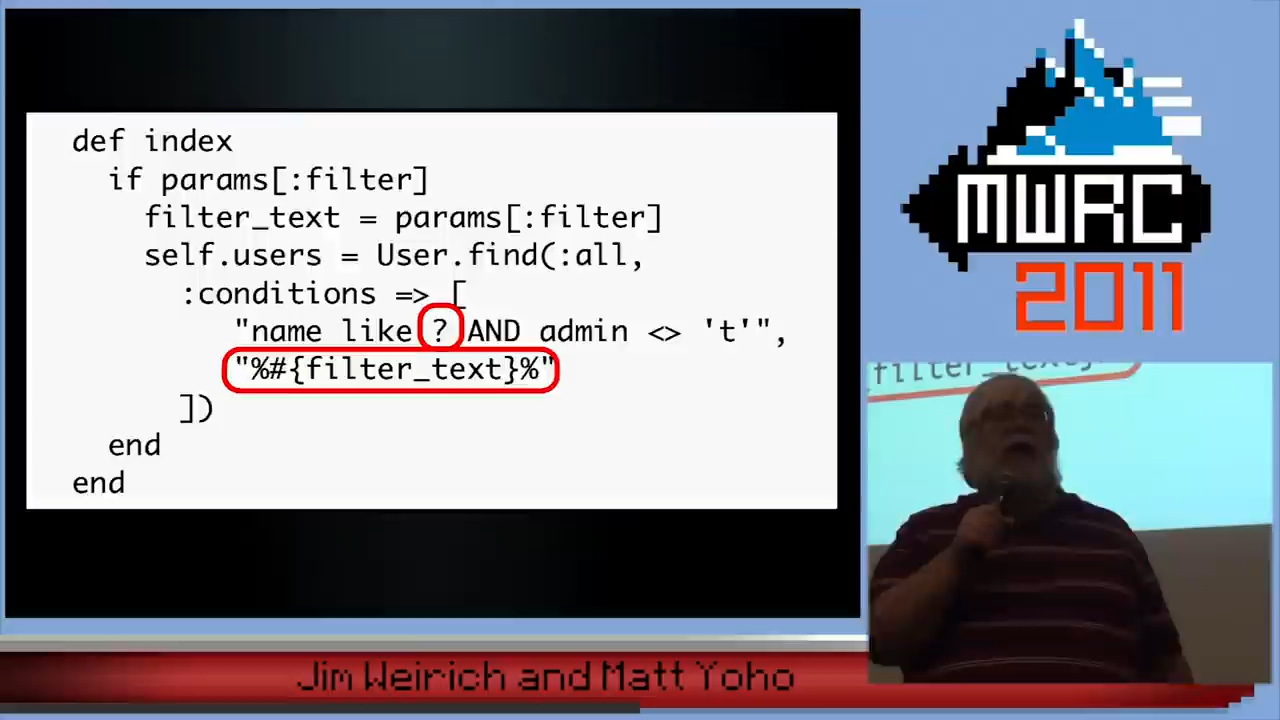 def index
if params[:filter]
filter_text = params[:filter]
self.users = User.find(:all,
:conditions => [
"name like ? AND admin <> 't'",
"%#{filter_text}%"
])
end
end
MWRC
2011
Jim Weirich and Matt Yoho